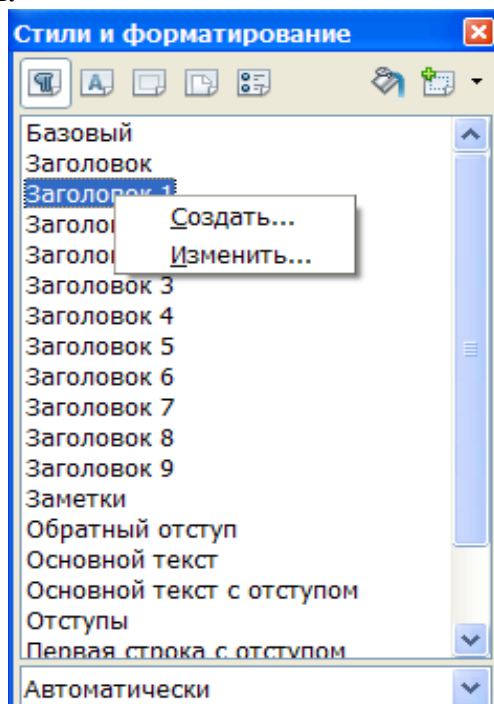 Стили и форматирование
Базовый
Заголовок
Заголовок 1
Создать...
Изменить...
Заголовок 3
Заголовок 4
Заголовок 5
Заголовок 6
Заголовок 7
Заголовок 8
Заголовок 9
Заметки
Обратный отступ
Основной текст
Основной текст с отступом
Отступы
Первая строка с отступом
Автоматически